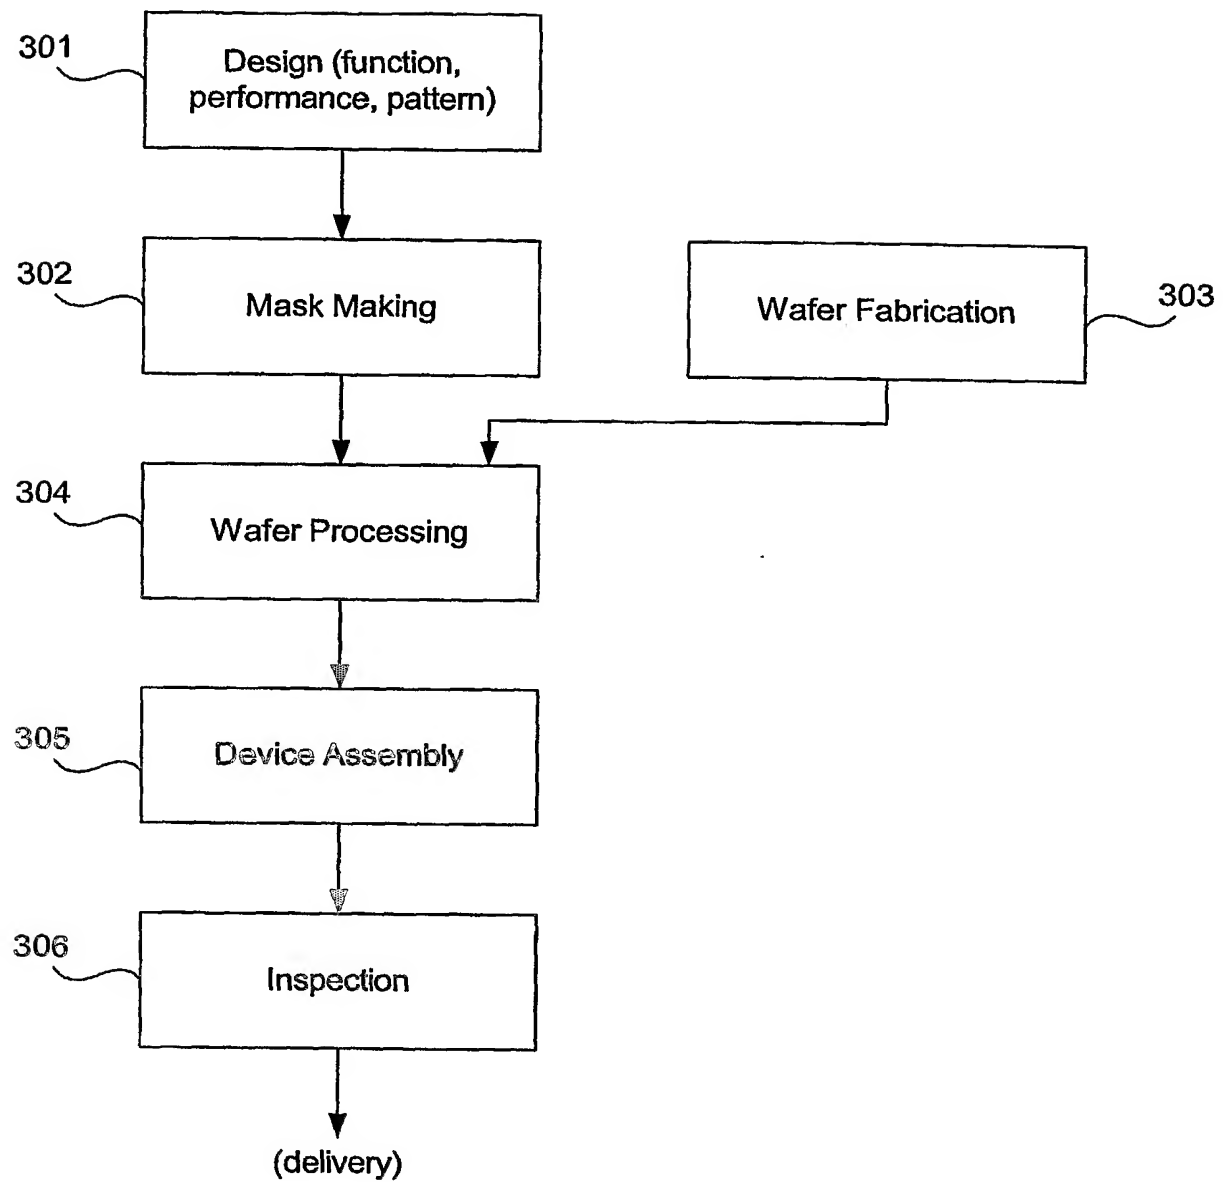 301
Design (function,
performance, pattern)
302
Mask Making
Wafer Fabrication
303
304
Wafer Processing
305
Device Assembly
306
Inspection
(delivery)